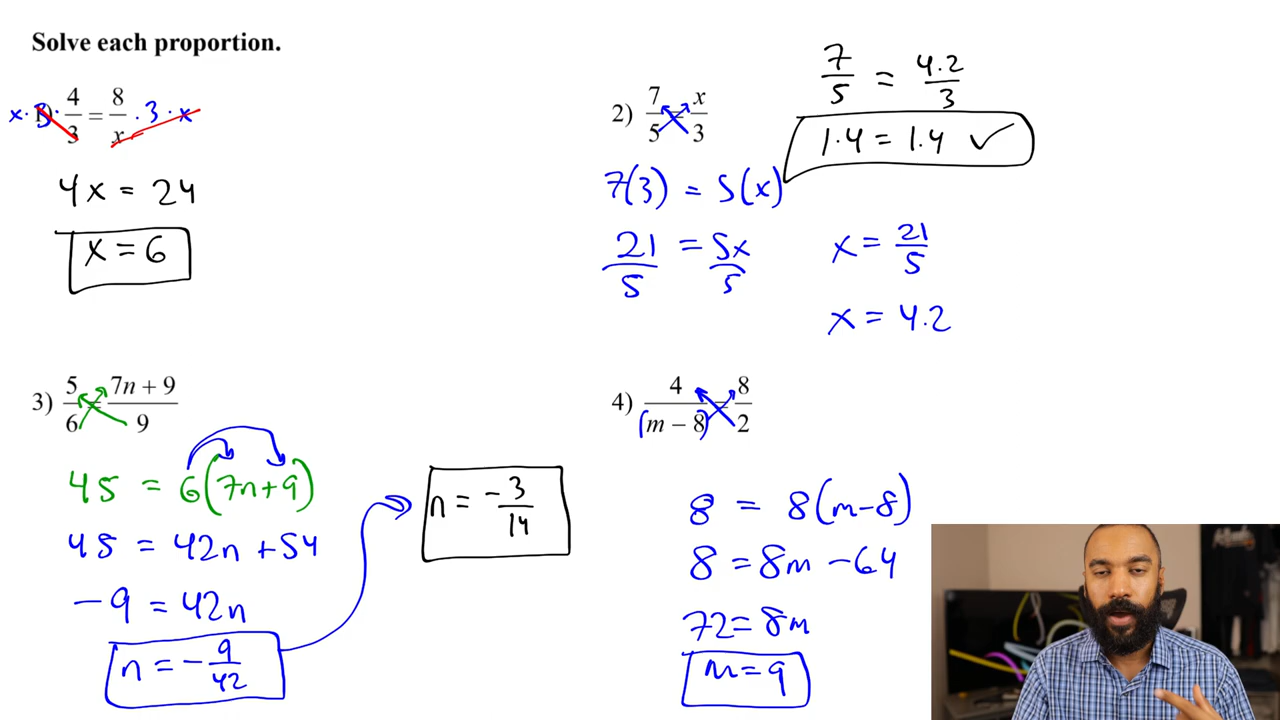 Solve each proportion.
x · 3 · 4/3 = 8/x · 3 · x
4x = 24
x = 6
2) 7/5 = x/3
7(3) = 5(x)
21/5 = 5x/5
x = 21/5
x = 4.2
7/5 = 4.2/3
1.4 = 1.4 ✓
3) 5/6 = 7n + 9/9
45 = 6(7n+9)
45 = 42n + 54
-9 = 42n
n = -9/42
n = -3/14
4) 4/(m − 8) = 8/2
8 = 8(m-8)
8 = 8m - 64
72 = 8m
m = 9